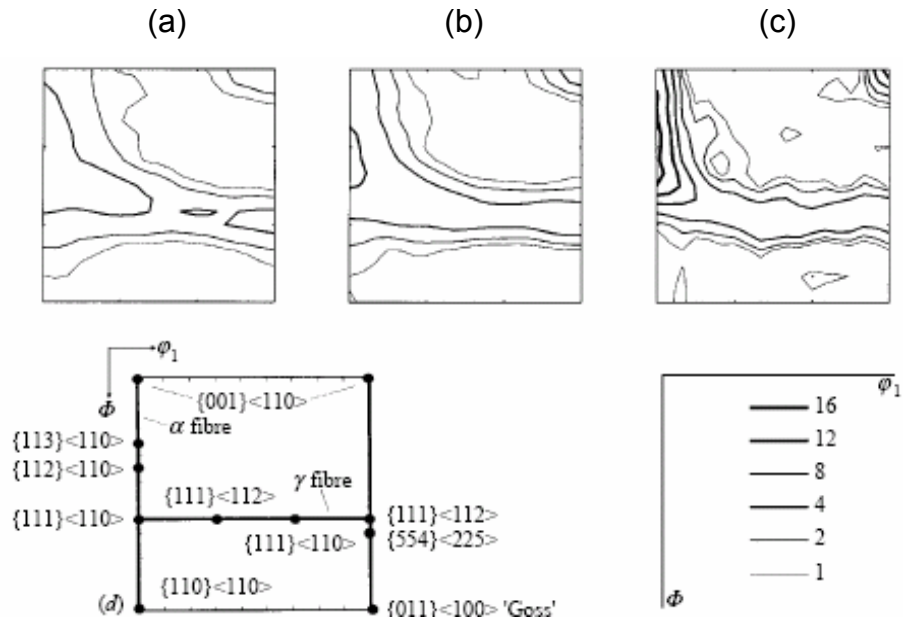 (a) (b) (c)
φ1
Φ
{001}<110>
α fibre
{113}<110>
{112}<110>
{111}<112>
γ fibre
{111}<110>
{111}<112>
{111}<110>
{554}<225>
{110}<110>
(d)
{011}<100> 'Goss'
φ1
16
12
8
4
2
1
Φ